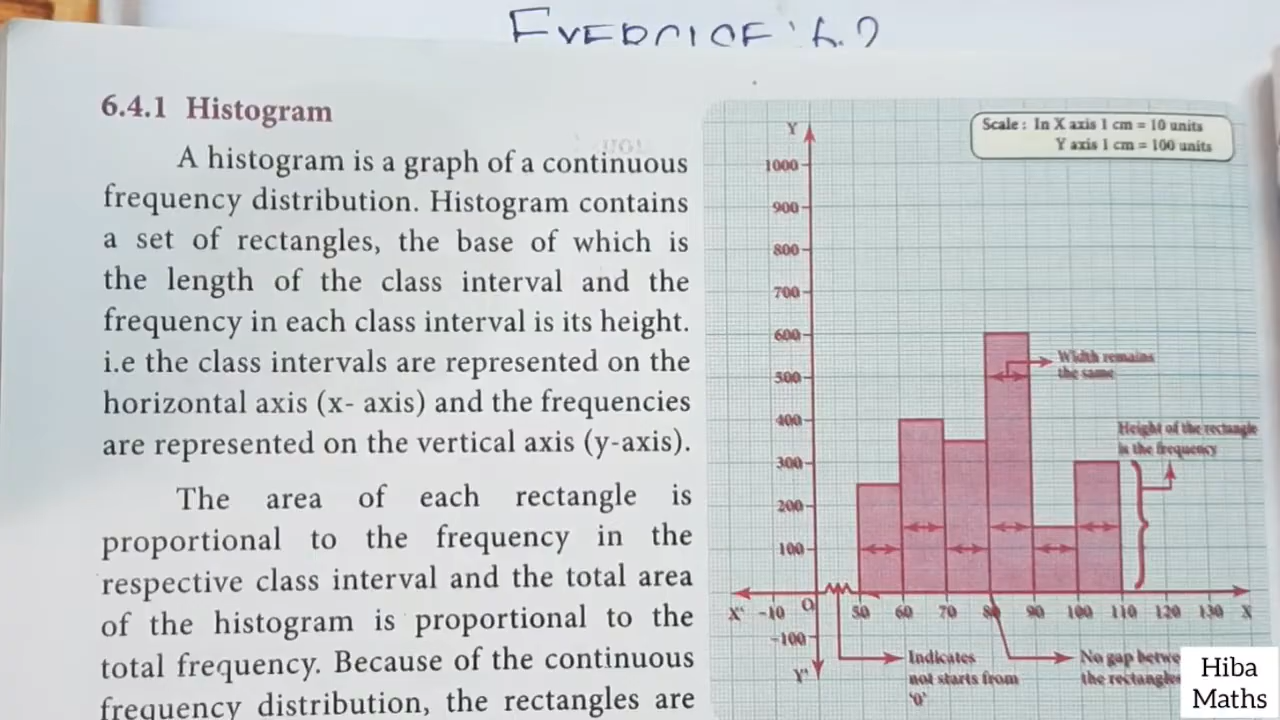 6.4.1 Histogram
A histogram is a graph of a continuous
frequency distribution. Histogram contains
a set of rectangles, the base of which is
the length of the class interval and the
frequency in each class interval is its height.
i.e the class intervals are represented on the
horizontal axis (x- axis) and the frequencies
are represented on the vertical axis (y-axis).
The area of each rectangle is
proportional to the frequency in the
respective class interval and the total area
of the histogram is proportional to the
total frequency. Because of the continuous
frequency distribution, the rectangles are
Scale : In X axis 1 cm = 10 units
Y axis 1 cm = 100 units
Y
1000
900
800
700
600
500
400
300
200
100
Width remains
the same
Height of the rectangle
is the frequency
X' -10 O 50 60 70 80 90 100 110 120 130 X
-100
Y'
Indicates
not starts from
'0'
No gap
the
Hiba
Maths